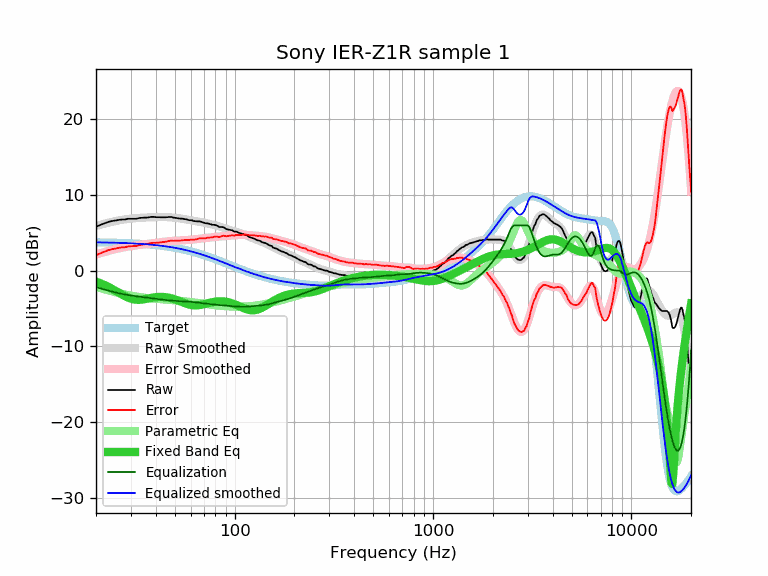 Sony IER-Z1R sample 1
Amplitude (dBr)
20
10
0
−10
−20
−30
Target
Raw Smoothed
Error Smoothed
Raw
Error
Parametric Eq
Fixed Band Eq
Equalization
Equalized smoothed
100
1000
10000
Frequency (Hz)